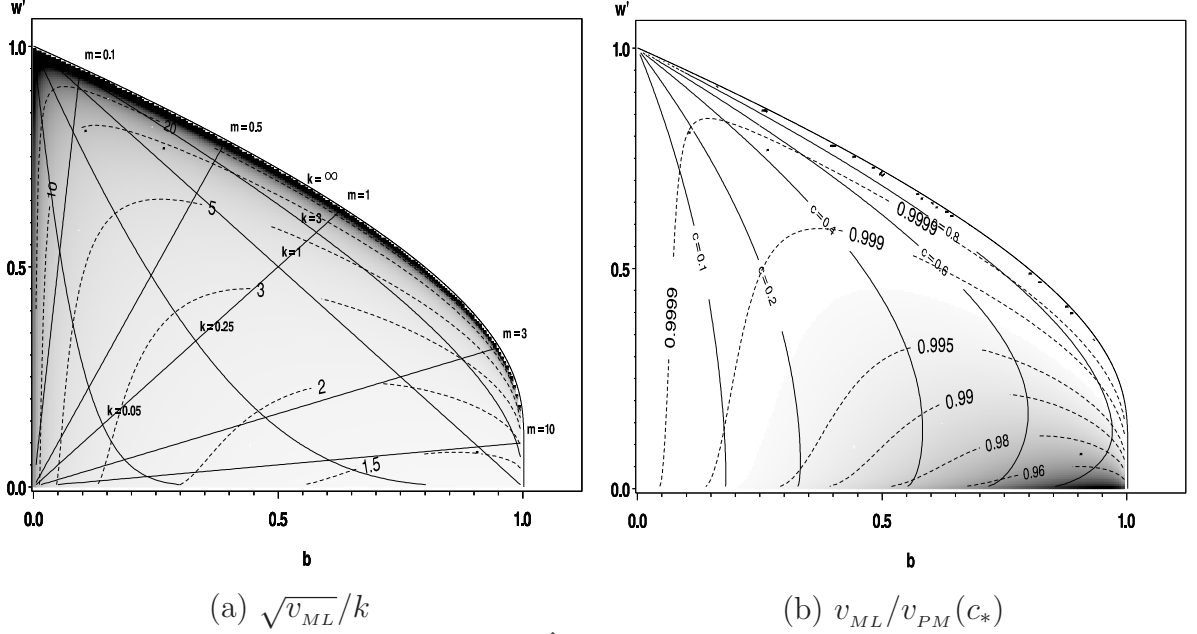 w'
1.0
0.5
0.0
0.0
0.5
1.0
b
m=0.1
m=0.5
k=∞
m=1
k=3
k=1
m=3
m=10
k=0.25
k=0.05
20
10
5
3
2
1.5
(a) √v_ML/k
w'
1.0
0.5
0.0
0.0
0.5
1.0
b
c=0.1
c=0.2
c=0.4
c=0.6
c=0.8
0.9999
0.9999
0.999
0.995
0.99
0.98
0.96
(b) v_ML/v_PM(c_*)